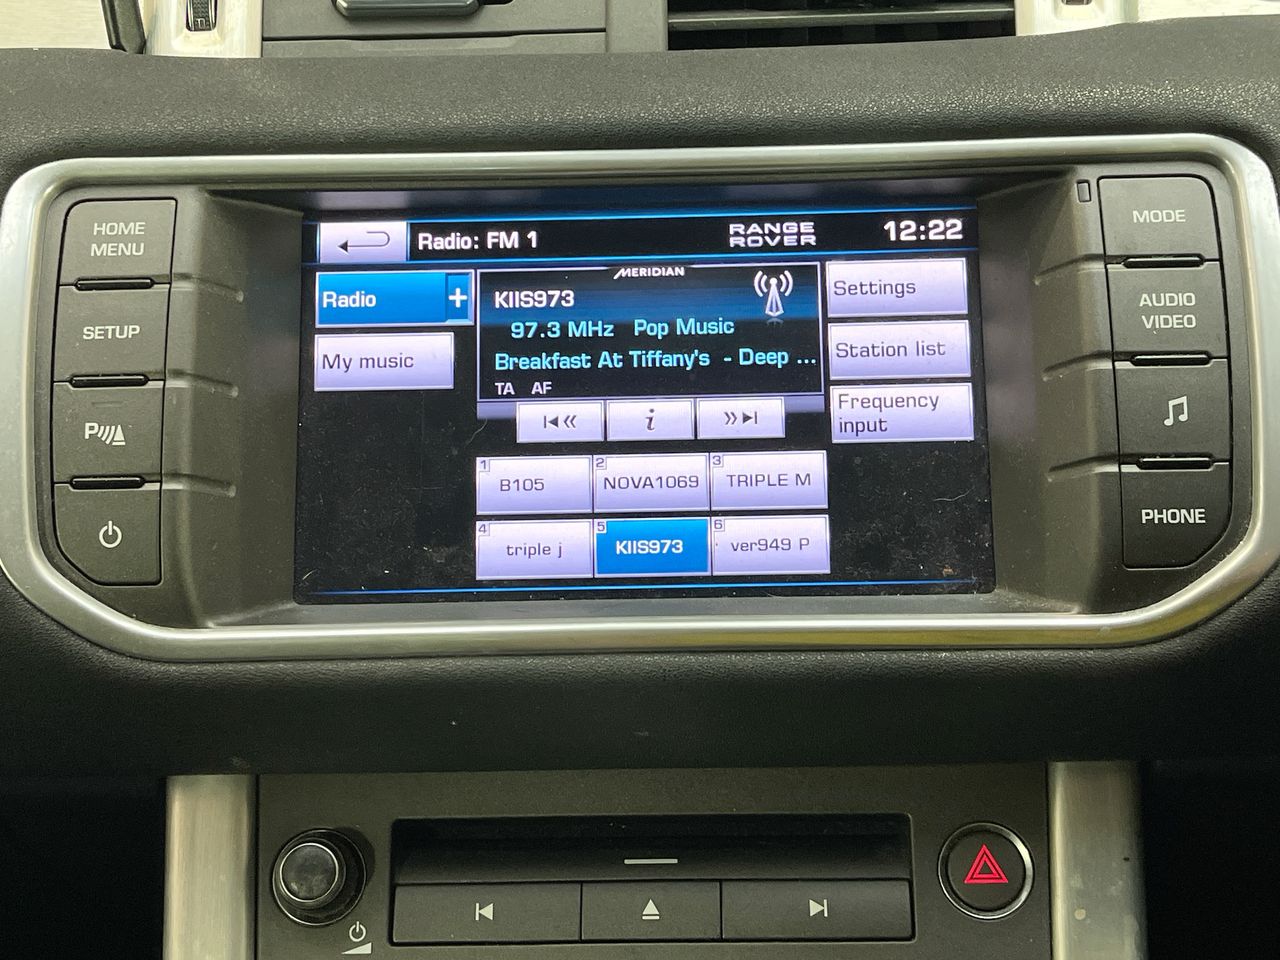 HOME
MENU
SETUP
P
Radio: FM 1
RANGE
ROVER
12:22
Radio +
My music
MERIDIAN
KIIS973
97.3 MHz Pop Music
Breakfast At Tiffany's - Deep ...
TA AF
i
Settings
Station list
Frequency
input
1 B105
2 NOVA1069
3 TRIPLE M
4 triple j
5 KIIS973
6 ver949 P
MODE
AUDIO
VIDEO
PHONE